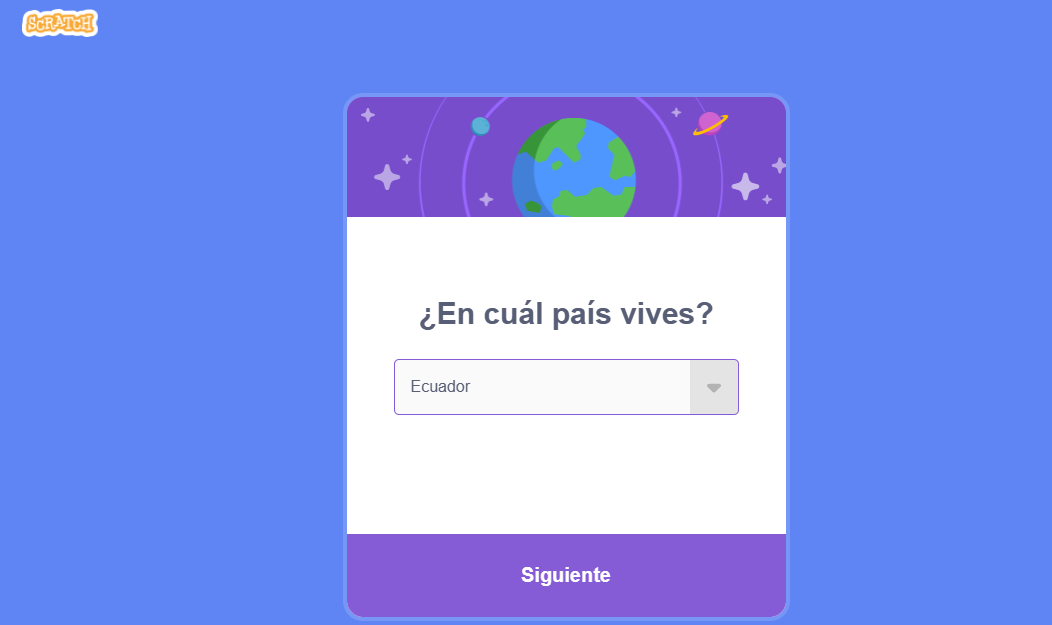 SCRATCH
¿En cuál país vives?
Ecuador
Siguiente